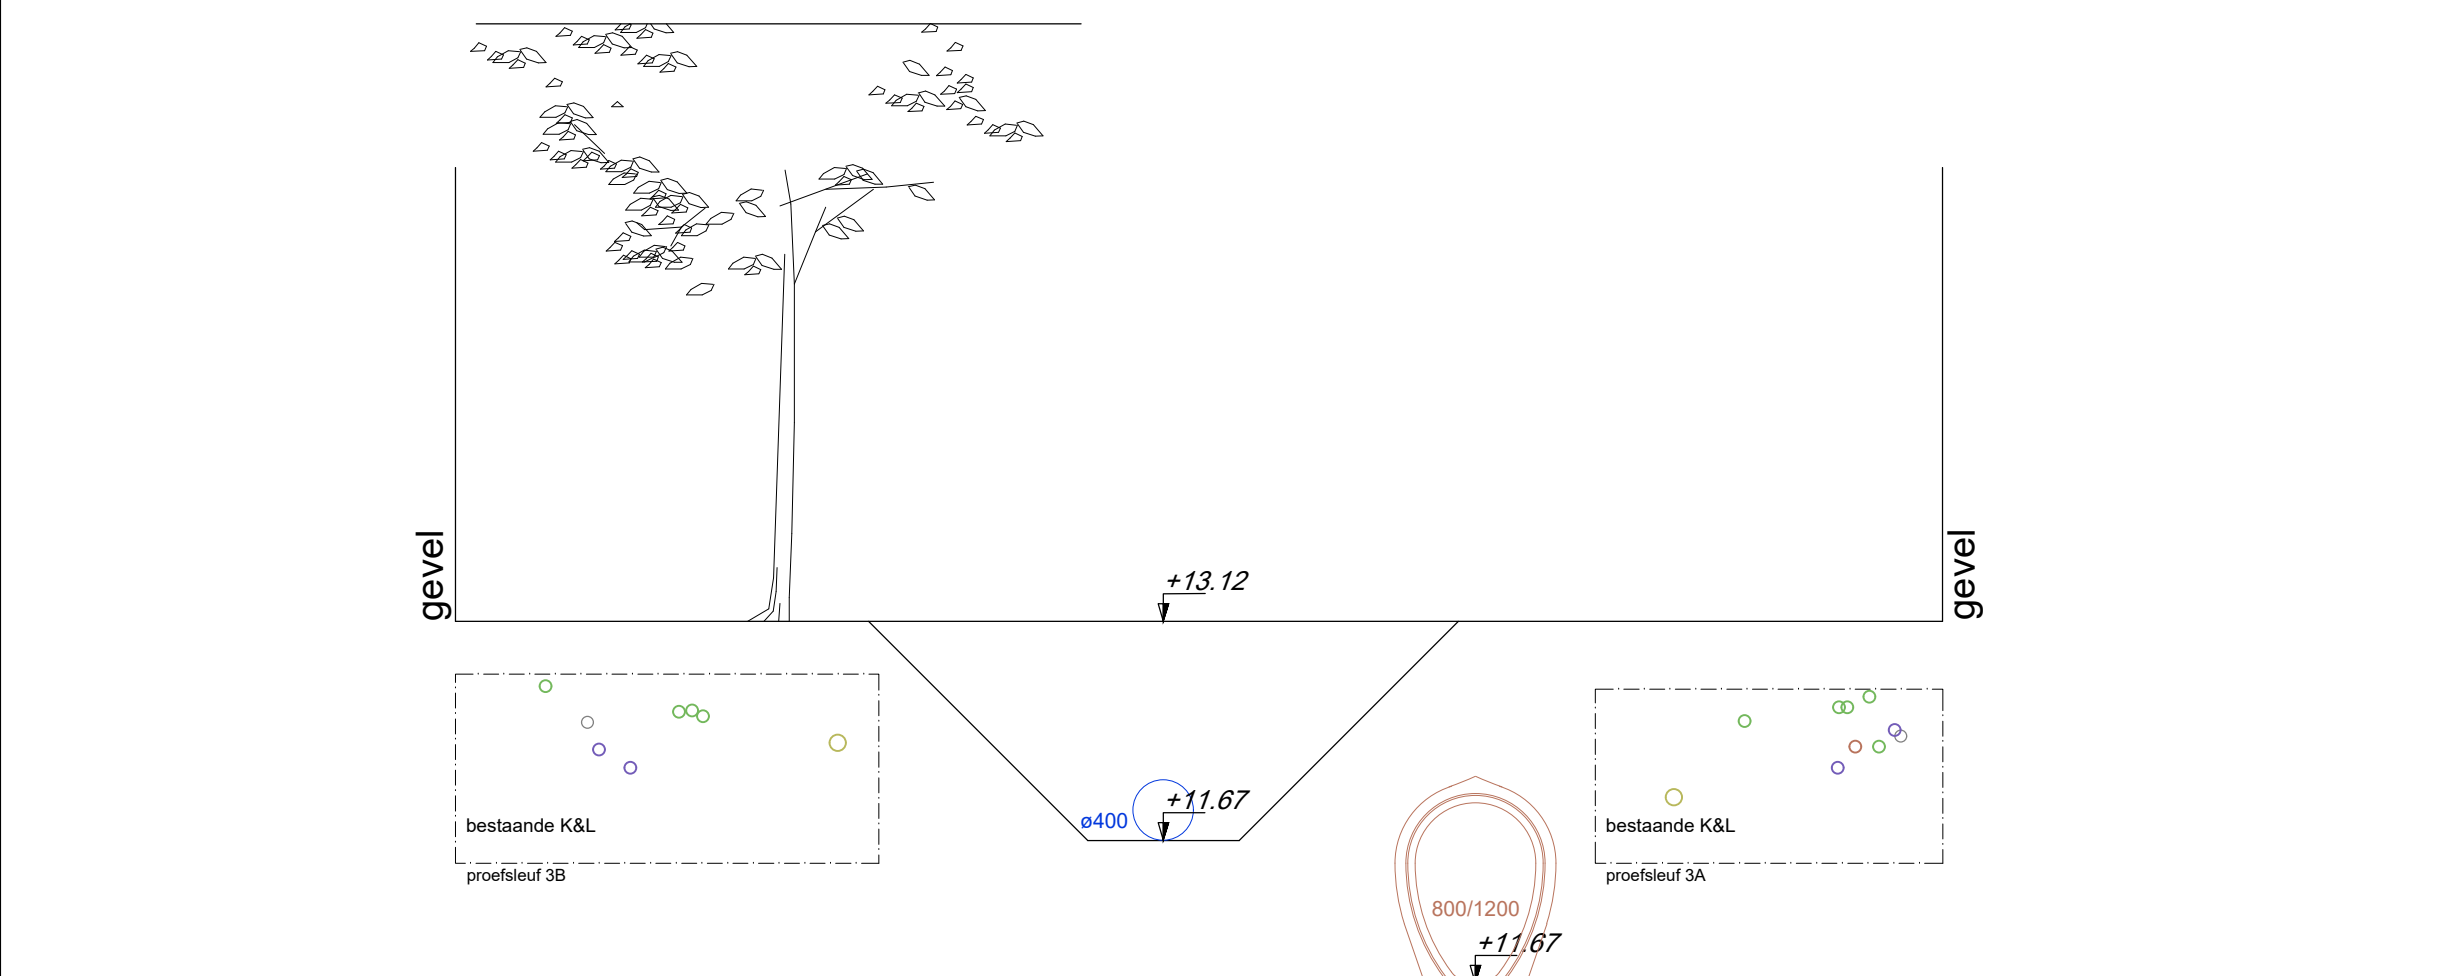 gevel
gevel
+13.12
+11.67
ø400
bestaande K&L
bestaande K&L
proefsleuf 3B
proefsleuf 3A
800/1200
+11.67